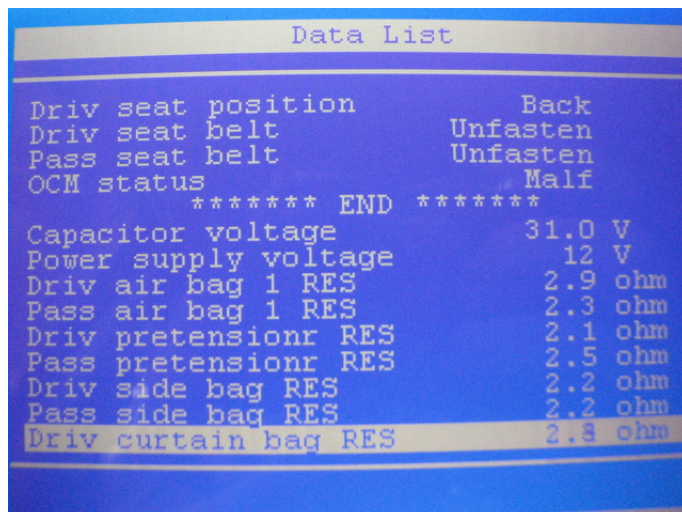 Data List
Driv seat position Back
Driv seat belt Unfasten
Pass seat belt Unfasten
OCM status Malf
******* END *******
Capacitor voltage 31.0 V
Power supply voltage 12 V
Driv air bag 1 RES 2.9 ohm
Pass air bag 1 RES 2.3 ohm
Driv pretensionr RES 2.1 ohm
Pass pretensionr RES 2.5 ohm
Driv side bag RES 2.2 ohm
Pass side bag RES 2.2 ohm
Driv curtain bag RES ohm